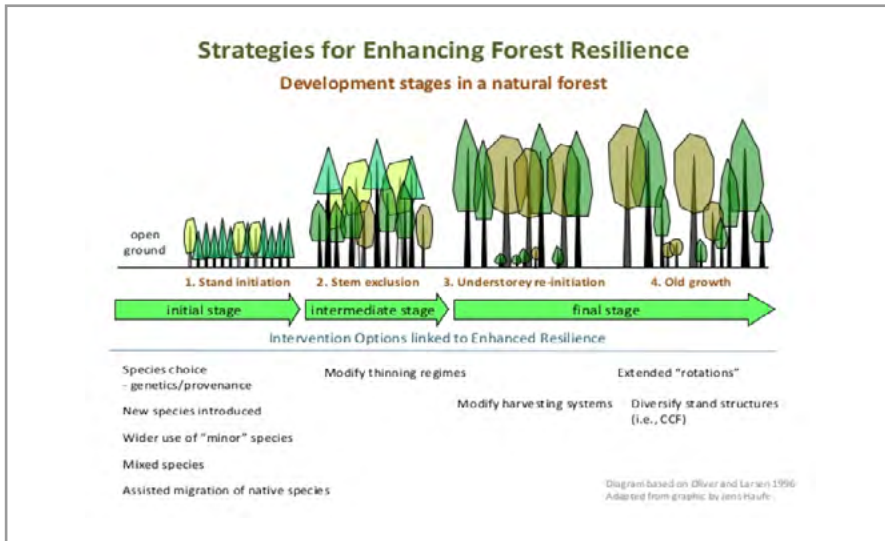 Strategies for Enhancing Forest Resilience
Development stages in a natural forest
open
ground
1. Stand initiation
2. Stem exclusion
3. Understorey re-initiation
4. Old growth
initial stage
intermediate stage
final stage
Intervention Options linked to Enhanced Resilience
Species choice
- genetics/provenance
New species introduced
Wider use of "minor" species
Mixed species
Assisted migration of native species
Modify thinning regimes
Modify harvesting systems
Extended "rotations"
Diversify stand structures
(i.e., CCF)
Diagram based on Oliver and Larsen 1996
Adapted from graphic by Jens Haufe